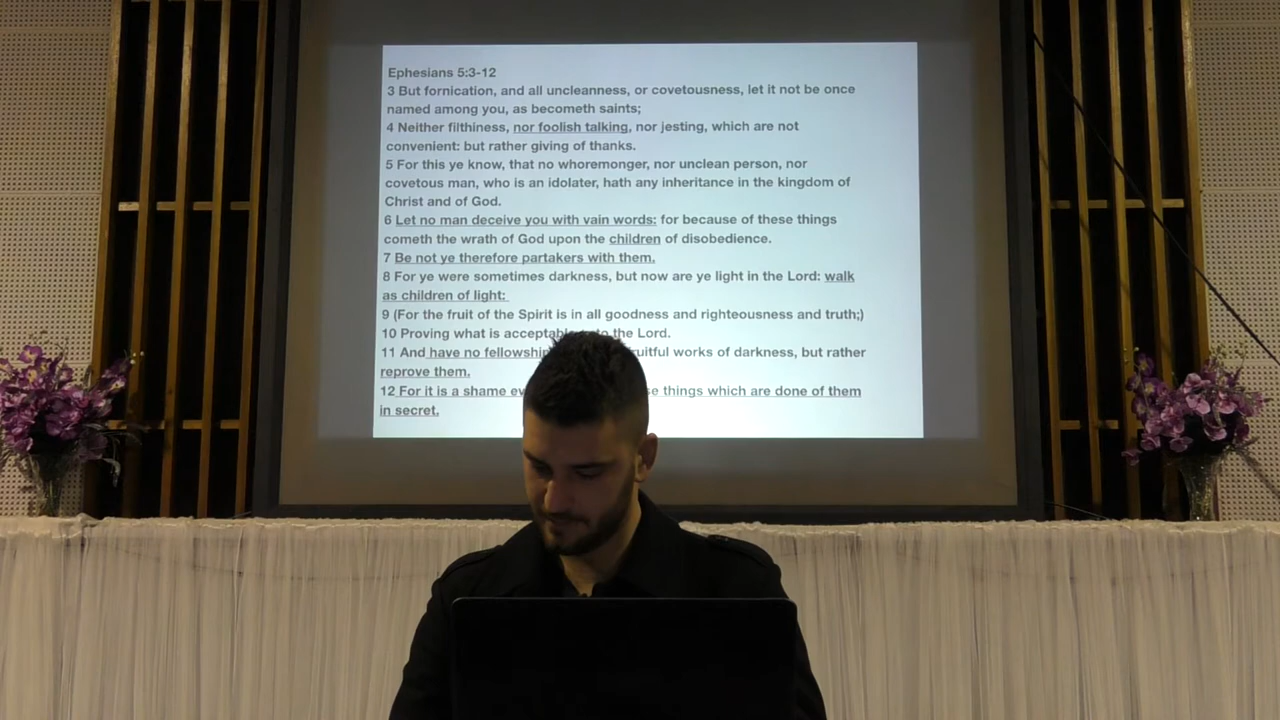 Ephesians 5:3-12
3 But fornication, and all uncleanness, or covetousness, let it not be once
named among you, as becometh saints;
4 Neither filthiness, nor foolish talking, nor jesting, which are not
convenient: but rather giving of thanks.
5 For this ye know, that no whoremonger, nor unclean person, nor
covetous man, who is an idolater, hath any inheritance in the kingdom of
Christ and of God.
6 Let no man deceive you with vain words: for because of these things
cometh the wrath of God upon the children of disobedience.
7 Be not ye therefore partakers with them.
8 For ye were sometimes darkness, but now are ye light in the Lord: walk
as children of light:
9 (For the fruit of the Spirit is in all goodness and righteousness and truth;)
10 Proving what is the Lord.
11 And have no fellowship works of darkness, but rather
reprove them.
12 For it is a shame things which are done of them
in secret.